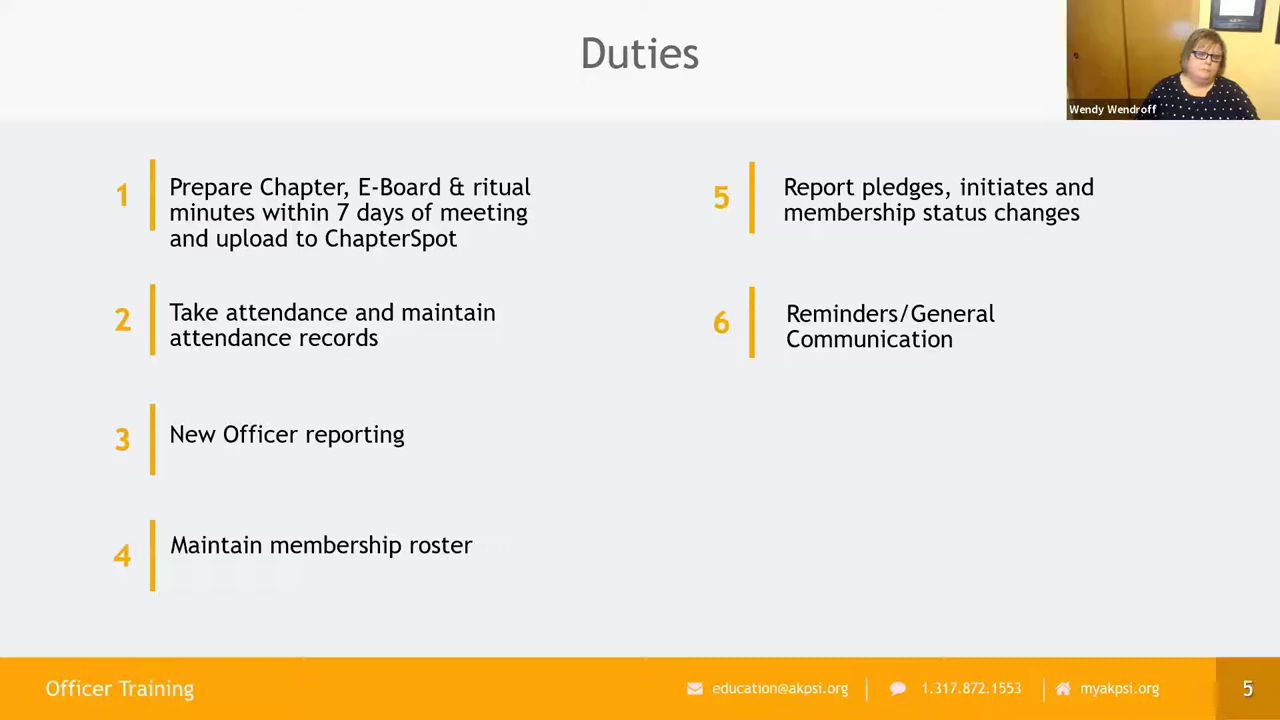 Duties
Wendy Wendroff
1
Prepare Chapter, E-Board & ritual
minutes within 7 days of meeting
and upload to ChapterSpot
2
Take attendance and maintain
attendance records
3
New Officer reporting
4
Maintain membership roster
5
Report pledges, initiates and
membership status changes
6
Reminders/General
Communication
Officer Training
education@akpsi.org
1.317.872.1553
myakpsi.org
5